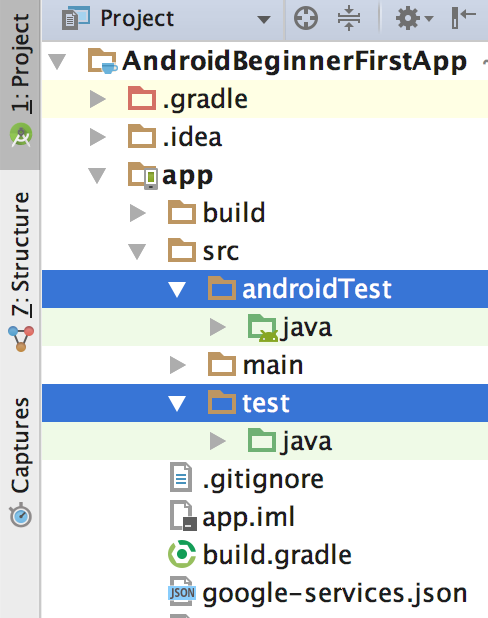 Project
1: Project
7: Structure
Captures
AndroidBeginnerFirstApp
.gradle
.idea
app
build
src
androidTest
java
main
test
java
.gitignore
app.iml
build.gradle
JSON google-services.json